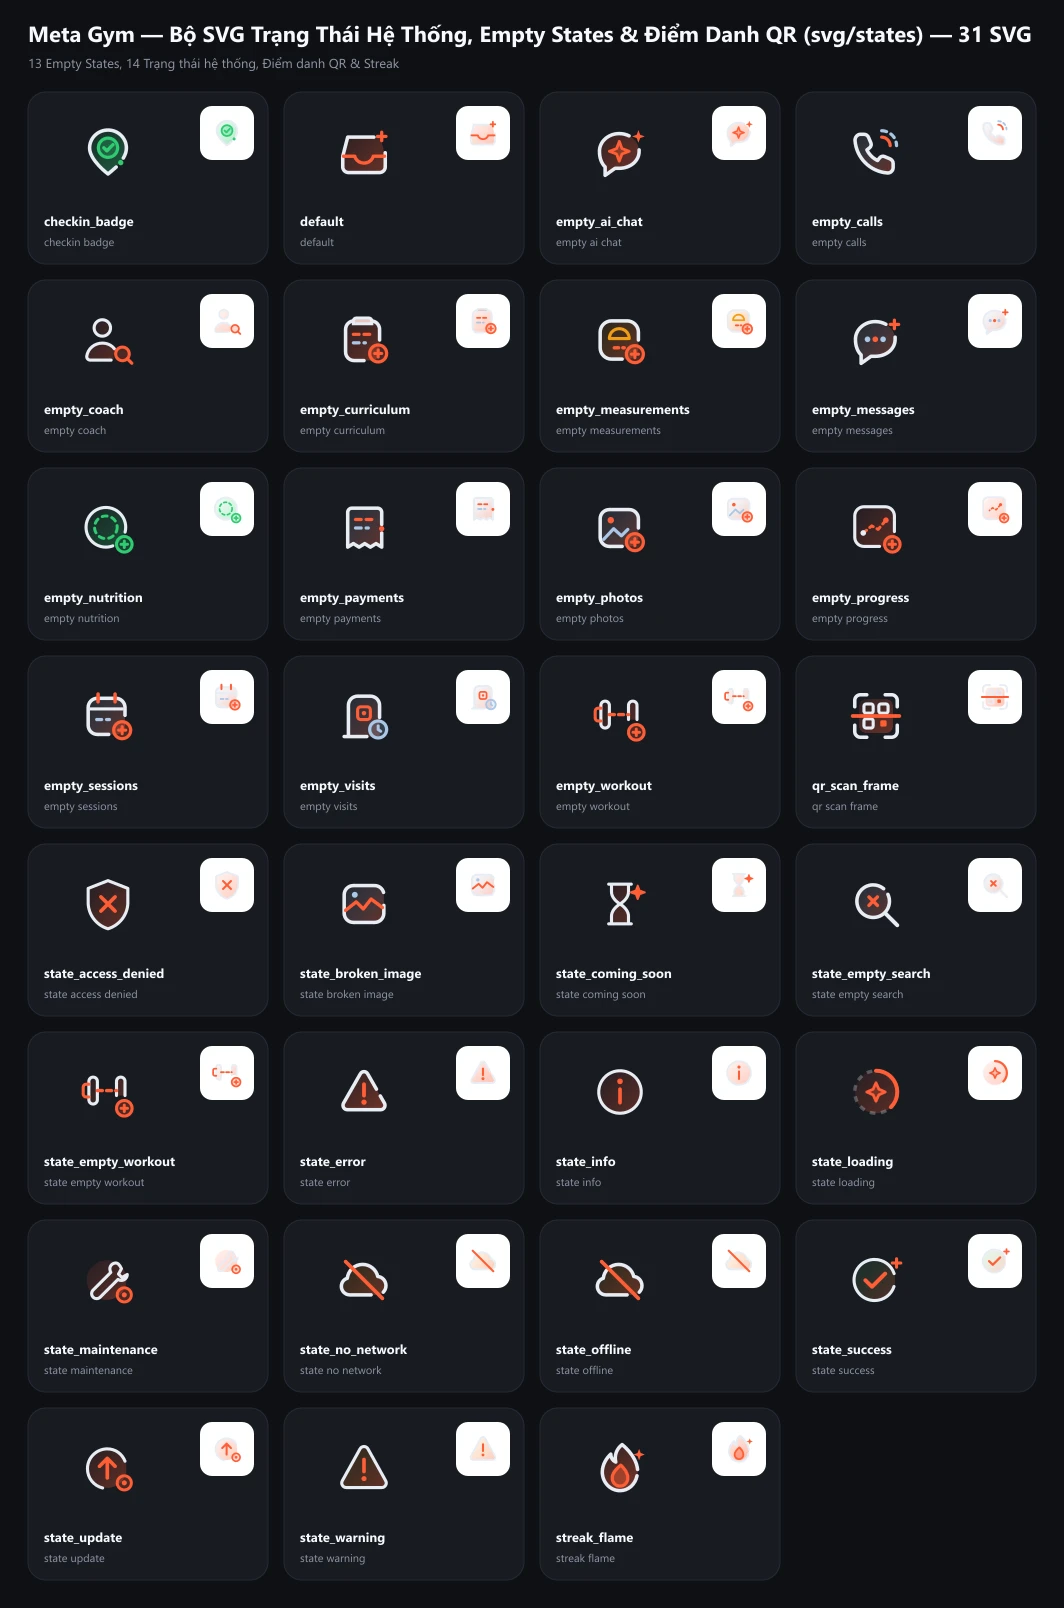 Meta Gym — Bộ SVG Trạng Thái Hệ Thống, Empty States & Điểm Danh QR (svg/states) — 31 SVG
13 Empty States, 14 Trạng thái hệ thống, Điểm danh QR & Streak
checkin_badge
checkin badge
default
default
empty_ai_chat
empty ai chat
empty_calls
empty calls
empty_coach
empty coach
empty_curriculum
empty curriculum
empty_measurements
empty measurements
empty_messages
empty messages
empty_nutrition
empty nutrition
empty_payments
empty payments
empty_photos
empty photos
empty_progress
empty progress
empty_sessions
empty sessions
empty_visits
empty visits
empty_workout
empty workout
qr_scan_frame
qr scan frame
state_access_denied
state access denied
state_broken_image
state broken image
state_coming_soon
state coming soon
state_empty_search
state empty search
state_empty_workout
state empty workout
state_error
state error
state_info
state info
state_loading
state loading
state_maintenance
state maintenance
state_no_network
state no network
state_offline
state offline
state_success
state success
state_update
state update
state_warning
state warning
streak_flame
streak flame